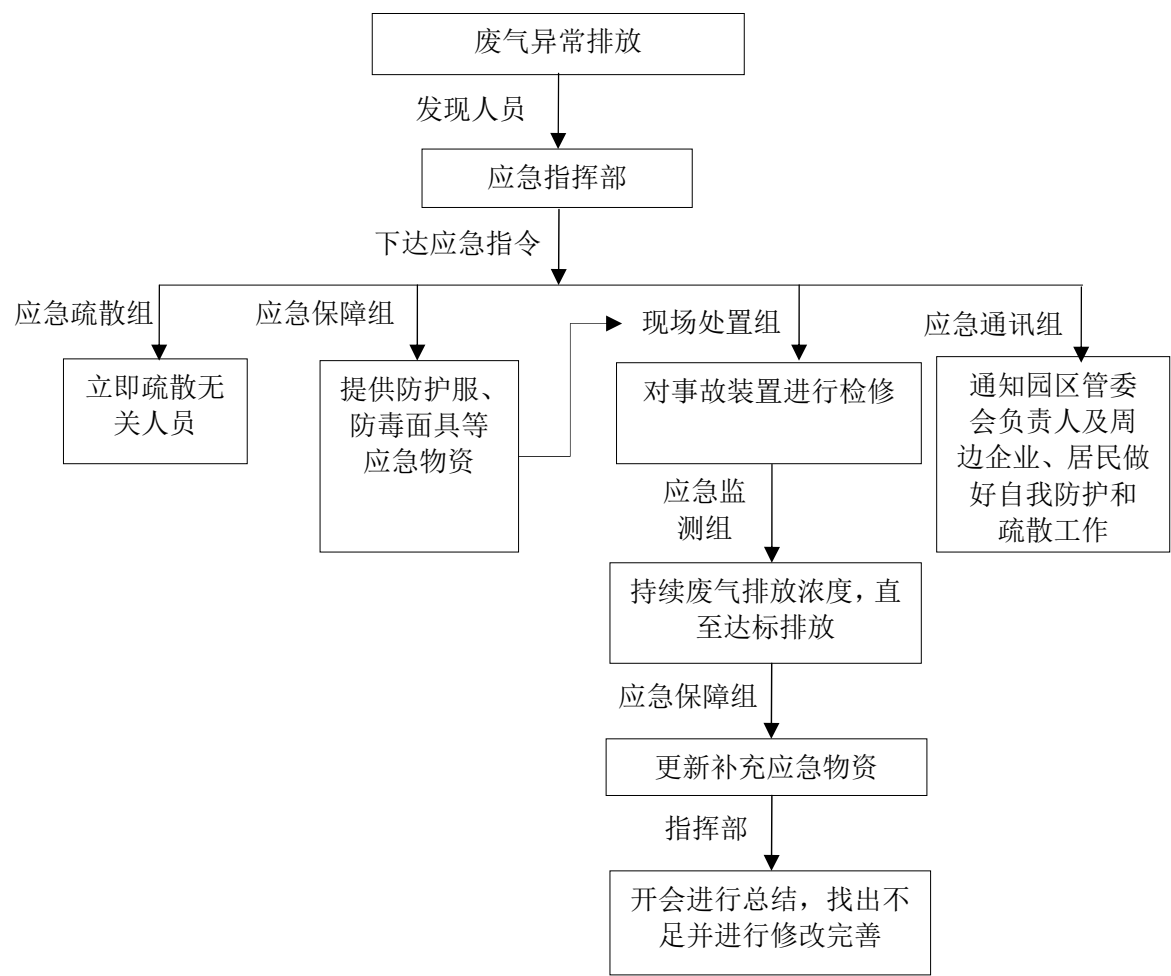 废气异常排放
发现人员
应急指挥部
下达应急指令
应急疏散组
应急保障组
现场处置组
应急通讯组
立即疏散无
关人员
提供防护服、
防毒面具等
应急物资
对事故装置进行检修
通知园区管委
会负责人及周
边企业、居民做
好自我防护和
疏散工作
应急监
测组
持续废气排放浓度，直
至达标排放
应急保障组
更新补充应急物资
指挥部
开会进行总结，找出不
足并进行修改完善